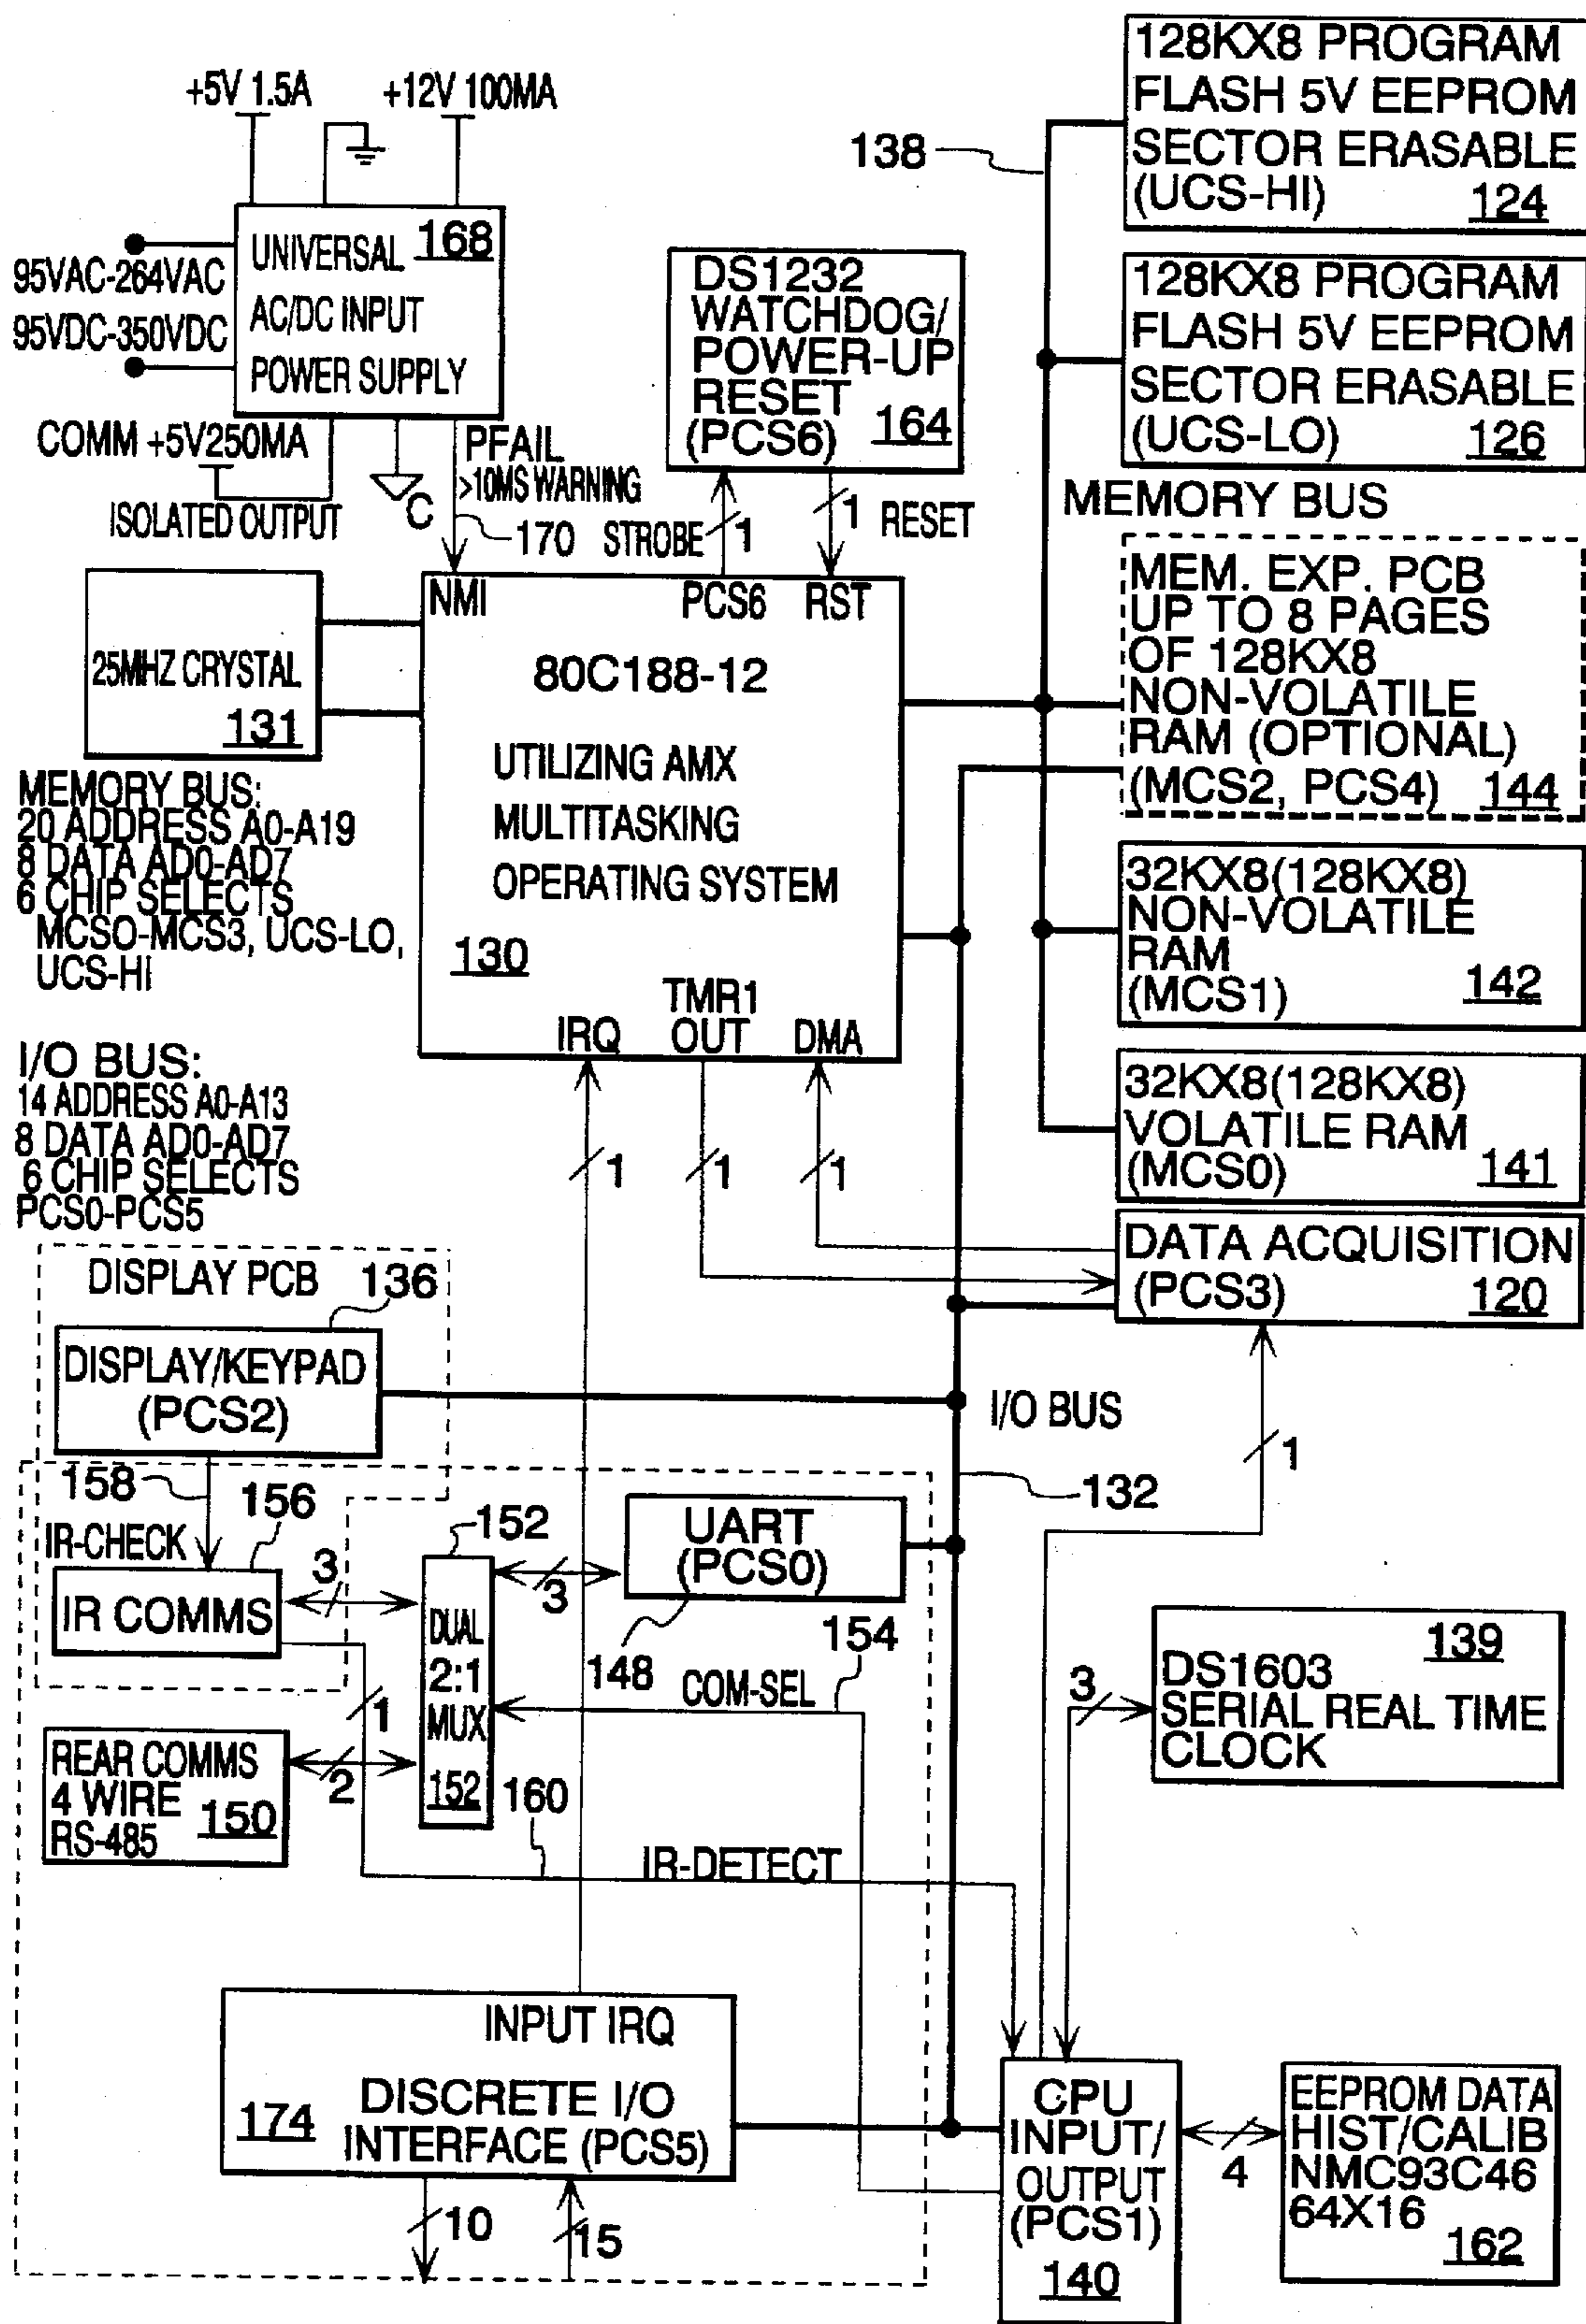 +5V 1.5A
+12V 100MA
UNIVERSAL 168
AC/DC INPUT
POWER SUPPLY
95VAC-264VAC
95VDC-350VDC
COMM +5V250MA
ISOLATED OUTPUT
C
PFAIL
>10MS WARNING
170
STROBE
1
1
RESET
DS1232
WATCHDOG/
POWER-UP
RESET
(PCS6) 164
138
128KX8 PROGRAM
FLASH 5V EEPROM
SECTOR ERASABLE
(UCS-HI) 124
128KX8 PROGRAM
FLASH 5V EEPROM
SECTOR ERASABLE
(UCS-LO) 126
MEMORY BUS
MEM. EXP. PCB
UP TO 8 PAGES
OF 128KX8
NON-VOLATILE
RAM (OPTIONAL)
(MCS2, PCS4) 144
32KX8(128KX8)
NON-VOLATILE
RAM
(MCS1) 142
32KX8(128KX8)
VOLATILE RAM
(MCS0) 141
DATA ACQUISITION
(PCS3) 120
25MHZ CRYSTAL
131
NMI
PCS6
RST
80C188-12
UTILIZING AMX
MULTITASKING
OPERATING SYSTEM
130
IRQ
TMR1
OUT
DMA
1
1
1
MEMORY BUS:
20 ADDRESS A0-A19
8 DATA AD0-AD7
6 CHIP SELECTS
MCSO-MCS3, UCS-LO,
UCS-HI
I/O BUS:
14 ADDRESS A0-A13
8 DATA AD0-AD7
6 CHIP SELECTS
PCS0-PCS5
DISPLAY PCB
136
DISPLAY/KEYPAD
(PCS2)
I/O BUS
132
1
158
156
IR-CHECK
IR COMMS
3
152
DUAL
2:1
MUX
152
3
UART
(PCS0)
148
154
COM-SEL
1
REAR COMMS
4 WIRE
RS-485
150
2
160
IR-DETECT
139
DS1603
SERIAL REAL TIME
CLOCK
3
INPUT IRQ
DISCRETE I/O
INTERFACE (PCS5)
174
10
15
CPU
INPUT/
OUTPUT
(PCS1)
140
4
EEPROM DATA
HIST/CALIB
NMC93C46
64X16
162